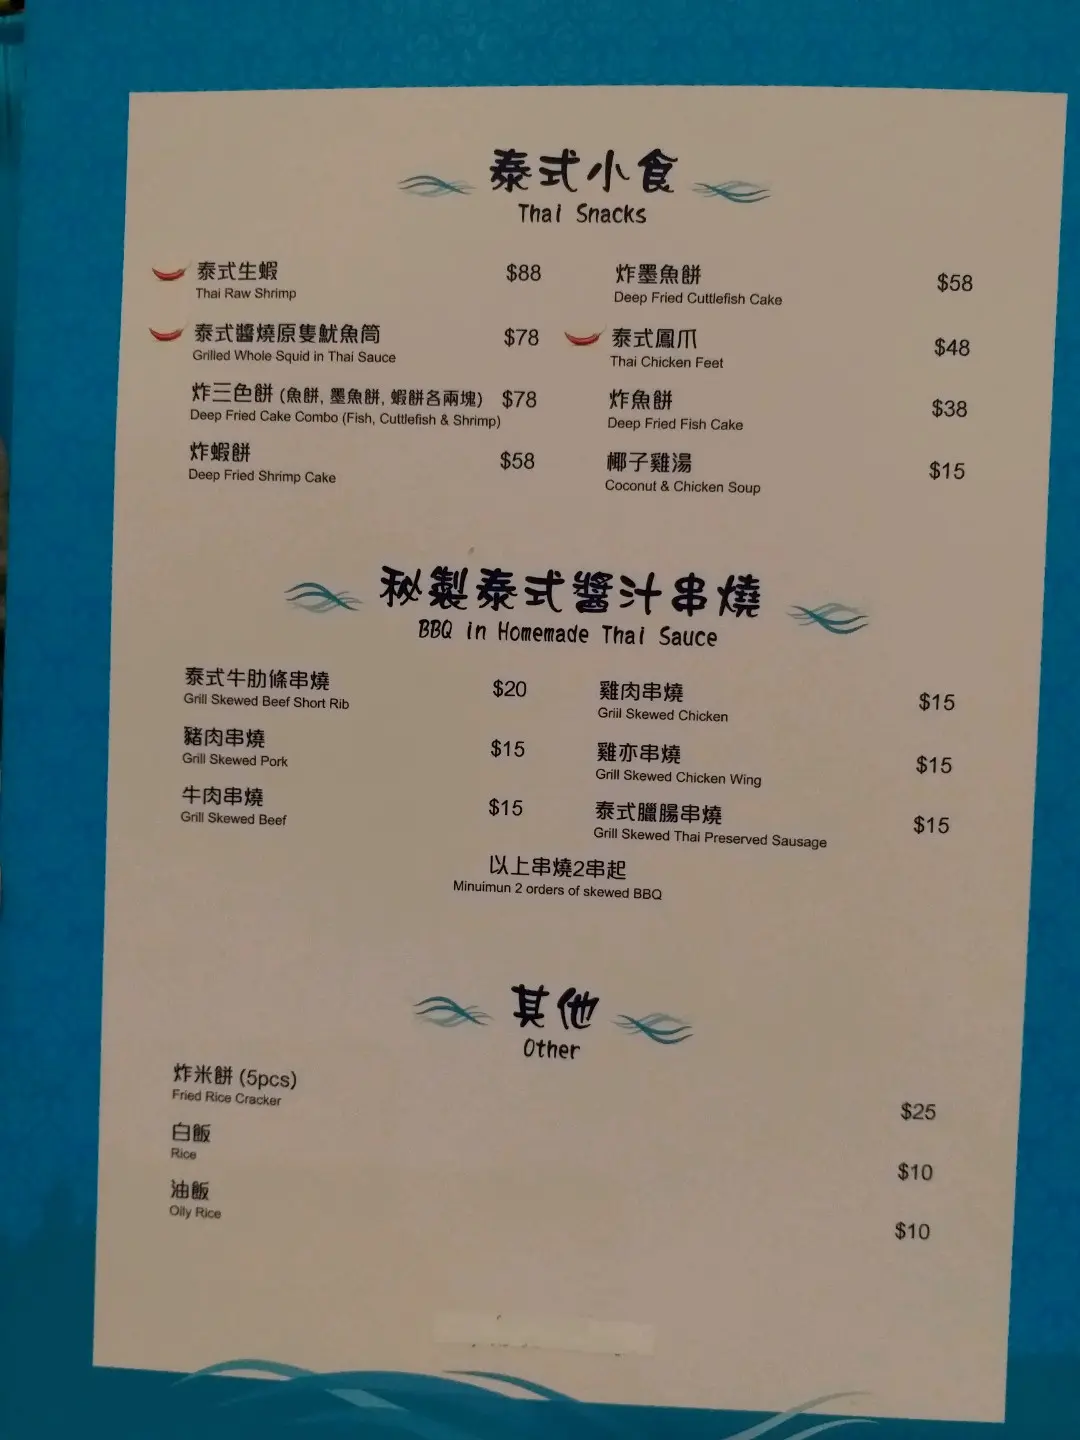 泰式小食
Thai Snacks
泰式生蝦 $88
Thai Raw Shrimp
泰式醬燒原隻魷魚筒 $78
Grilled Whole Squid in Thai Sauce
炸三色餅 (魚餅, 墨魚餅, 蝦餅各兩塊) $78
Deep Fried Cake Combo (Fish, Cuttlefish & Shrimp)
炸蝦餅 $58
Deep Fried Shrimp Cake
炸墨魚餅 $58
Deep Fried Cuttlefish Cake
泰式鳳爪 $48
Thai Chicken Feet
炸魚餅 $38
Deep Fried Fish Cake
椰子雞湯 $15
Coconut & Chicken Soup
秘製泰式醬汁串燒
BBQ in Homemade Thai Sauce
泰式牛肋條串燒 $20
Grill Skewed Beef Short Rib
豬肉串燒 $15
Grill Skewed Pork
牛肉串燒 $15
Grill Skewed Beef
雞肉串燒 $15
Grill Skewed Chicken
雞亦串燒 $15
Grill Skewed Chicken Wing
泰式臘腸串燒 $15
Grill Skewed Thai Preserved Sausage
以上串燒2串起
Minuimun 2 orders of skewed BBQ
其他
Other
炸米餅 (5pcs) $25
Fried Rice Cracker
白飯 $10
Rice
油飯 $10
Oily Rice